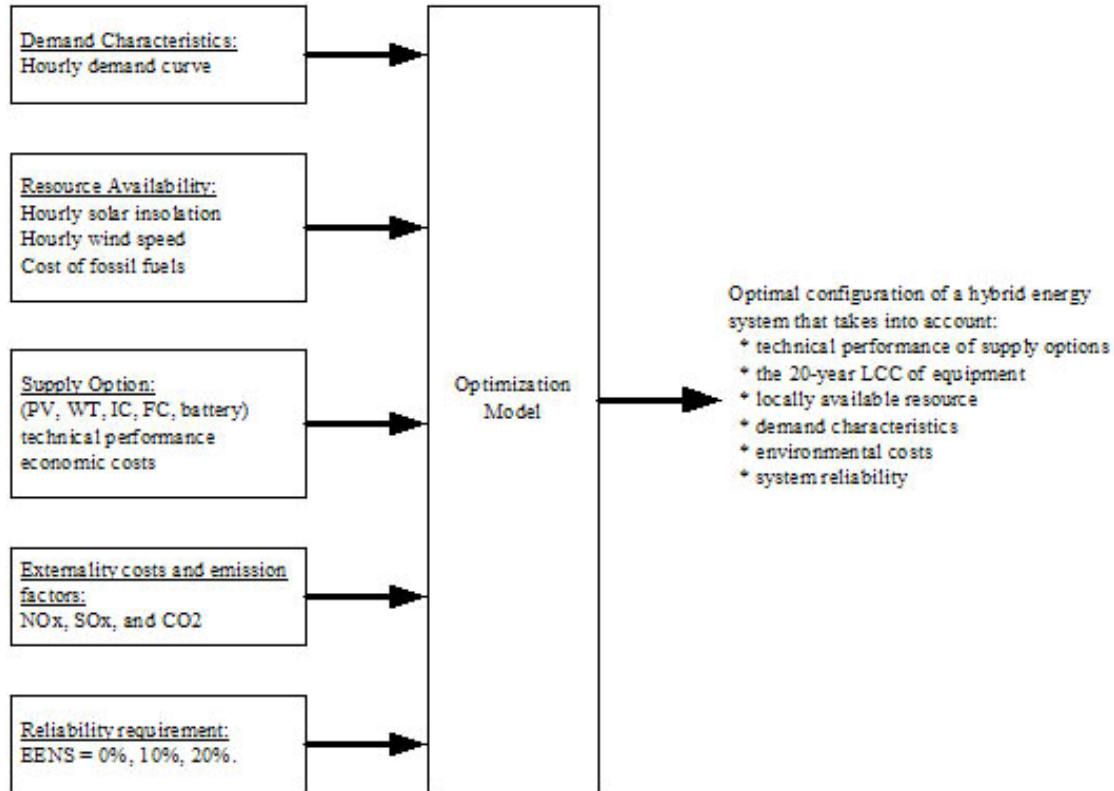 Demand Characteristics:
Hourly demand curve
Resource Availability:
Hourly solar insolation
Hourly wind speed
Cost of fossil fuels
Supply Option:
(PV, WT, IC, FC, battery)
technical performance
economic costs
Externality costs and emission
factors:
NOx, SOx, and CO2
Reliability requirement:
EENS = 0%, 10%, 20%.
Optimization
Model
Optimal configuration of a hybrid energy
system that takes into account:
* technical performance of supply options
* the 20-year LCC of equipment
* locally available resource
* demand characteristics
* environmental costs
* system reliability